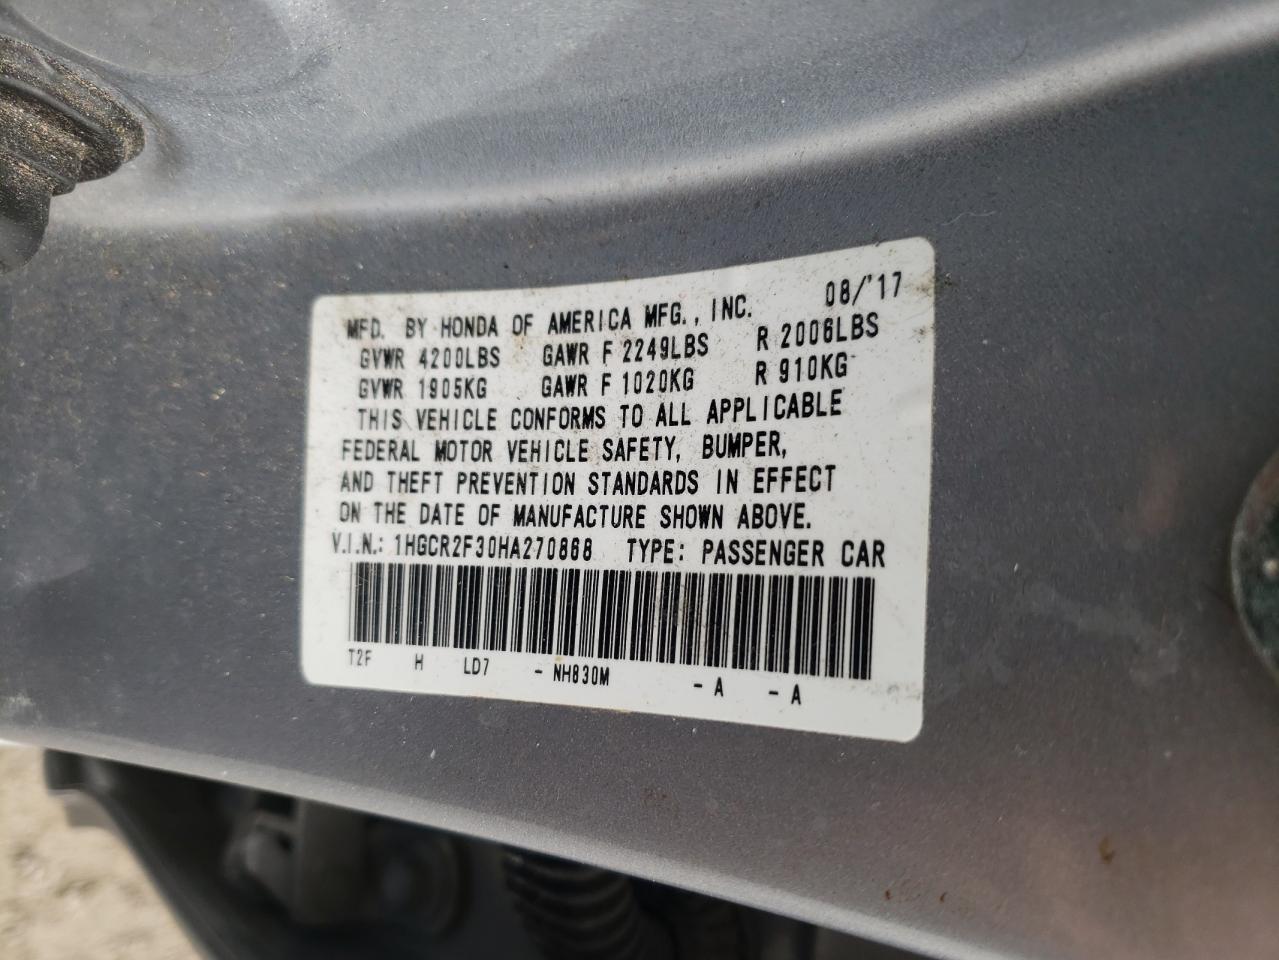 MFD. BY HONDA OF AMERICA MFG., INC. 08/'17
GVWR 4200LBS GAWR F 2249LBS R 2006LBS
GVWR 1905KG GAWR F 1020KG R 910KG
THIS VEHICLE CONFORMS TO ALL APPLICABLE
FEDERAL MOTOR VEHICLE SAFETY, BUMPER,
AND THEFT PREVENTION STANDARDS IN EFFECT
ON THE DATE OF MANUFACTURE SHOWN ABOVE.
V.I.N.: 1HGCR2F30HA270868 TYPE: PASSENGER CAR
T2F H LD7 - NH830M - A - A